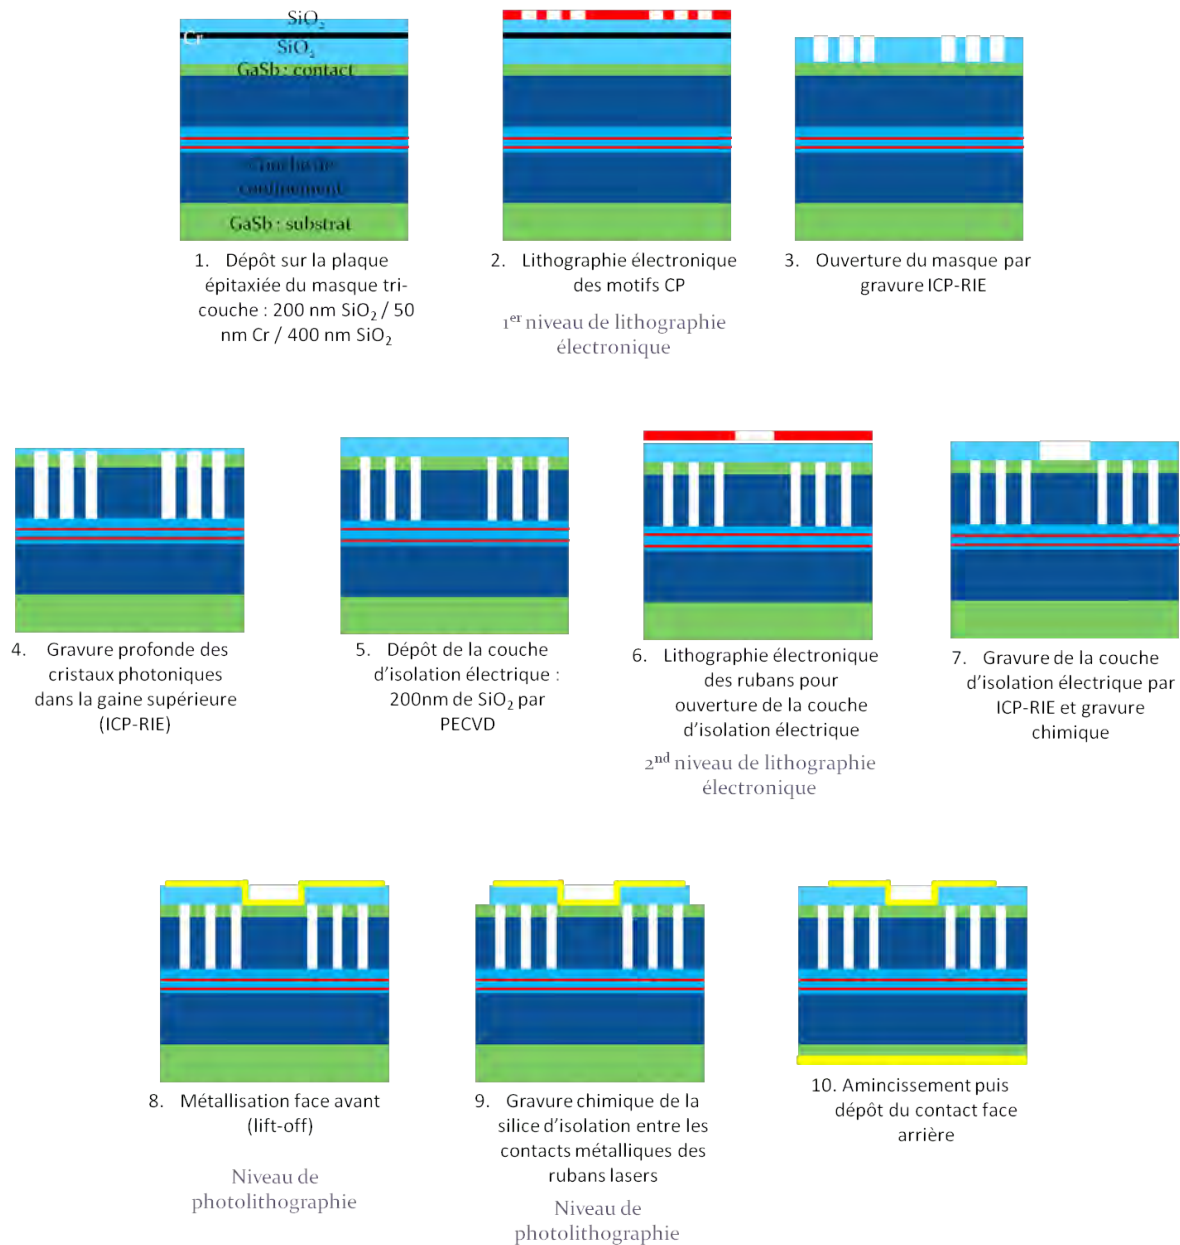 SiO₂
Cr
SiO₂
GaSb : contact
Couche de
confinement
GaSb : substrat
1. Dépôt sur la plaque
épitaxiée du masque tri-
couche : 200 nm SiO₂ / 50
nm Cr / 400 nm SiO₂
2. Lithographie électronique
des motifs CP
1er niveau de lithographie
électronique
3. Ouverture du masque par
gravure ICP-RIE
4. Gravure profonde des
cristaux photoniques
dans la gaine supérieure
(ICP-RIE)
5. Dépôt de la couche
d'isolation électrique :
200nm de SiO₂ par
PECVD
6. Lithographie électronique
des rubans pour
ouverture de la couche
d'isolation électrique
2nd niveau de lithographie
électronique
7. Gravure de la couche
d'isolation électrique par
ICP-RIE et gravure
chimique
8. Métallisation face avant
(lift-off)
Niveau de
photolithographie
9. Gravure chimique de la
silice d'isolation entre les
contacts métalliques des
rubans lasers
Niveau de
photolithographie
10. Amincissement puis
dépôt du contact face
arrière